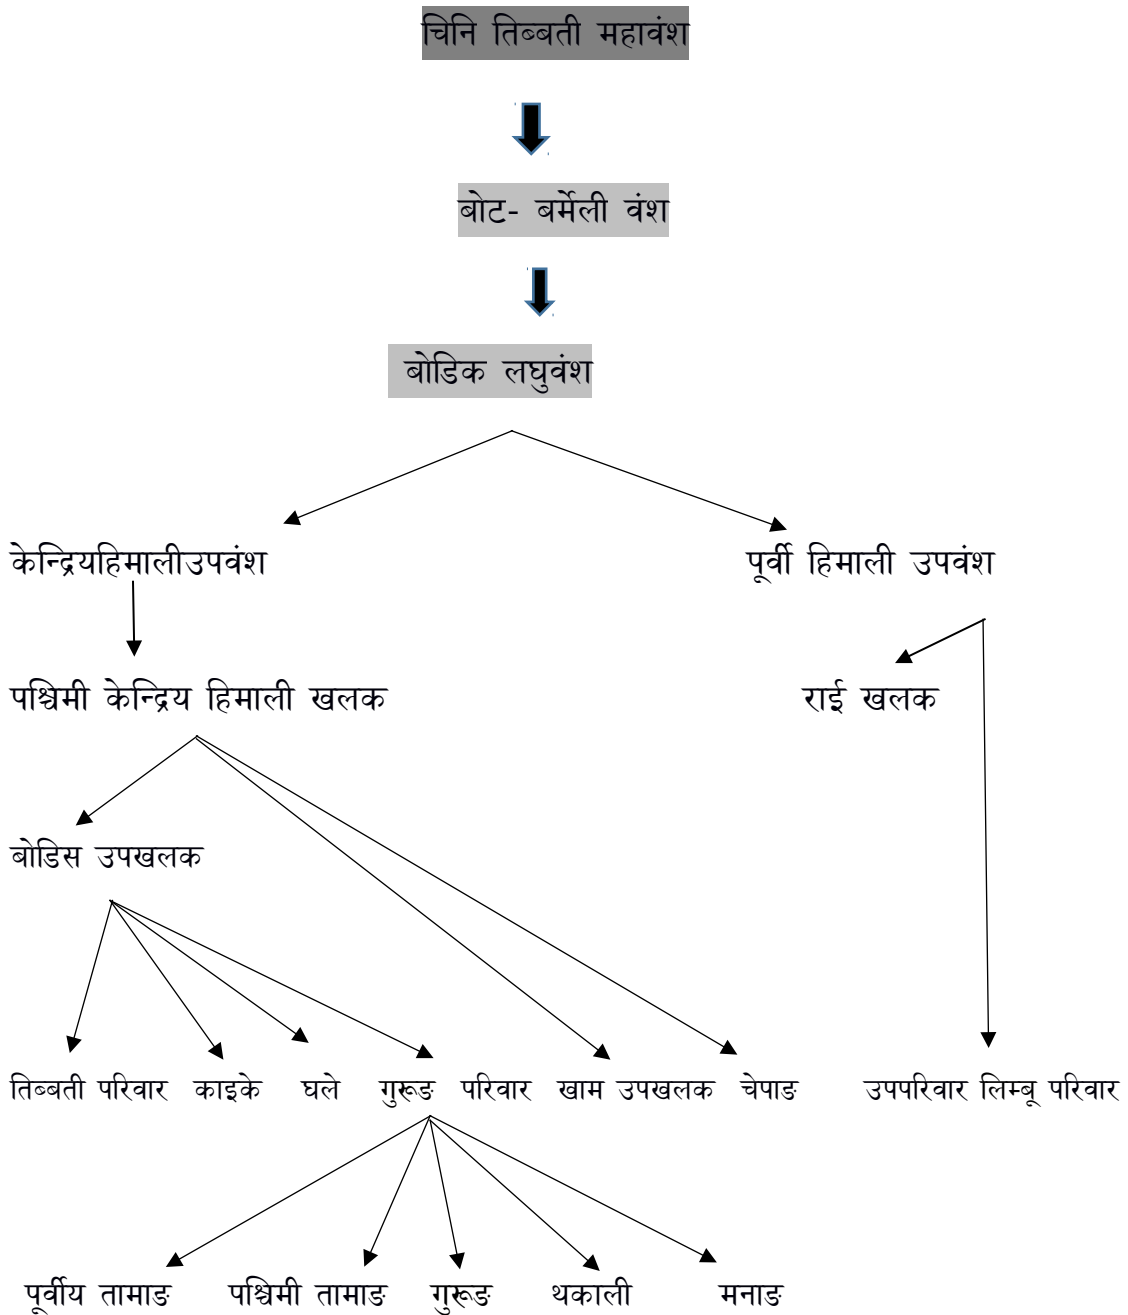 चिनि तिब्बती महावंश
बोट- बर्मेली वंश
बोडिक लघुवंश
केन्द्रियहिमालीउपवंश पूर्वी हिमाली उपवंश
पश्चिमी केन्द्रिय हिमाली खलक राई खलक
बोडिस उपखलक
तिब्बती परिवार काइके घले गुरूङ परिवार खाम उपखलक चेपाङ उपपरिवार लिम्बू परिवार
पूर्वीय तामाङ पश्चिमी तामाङ गुरूङ थकाली मनाङ